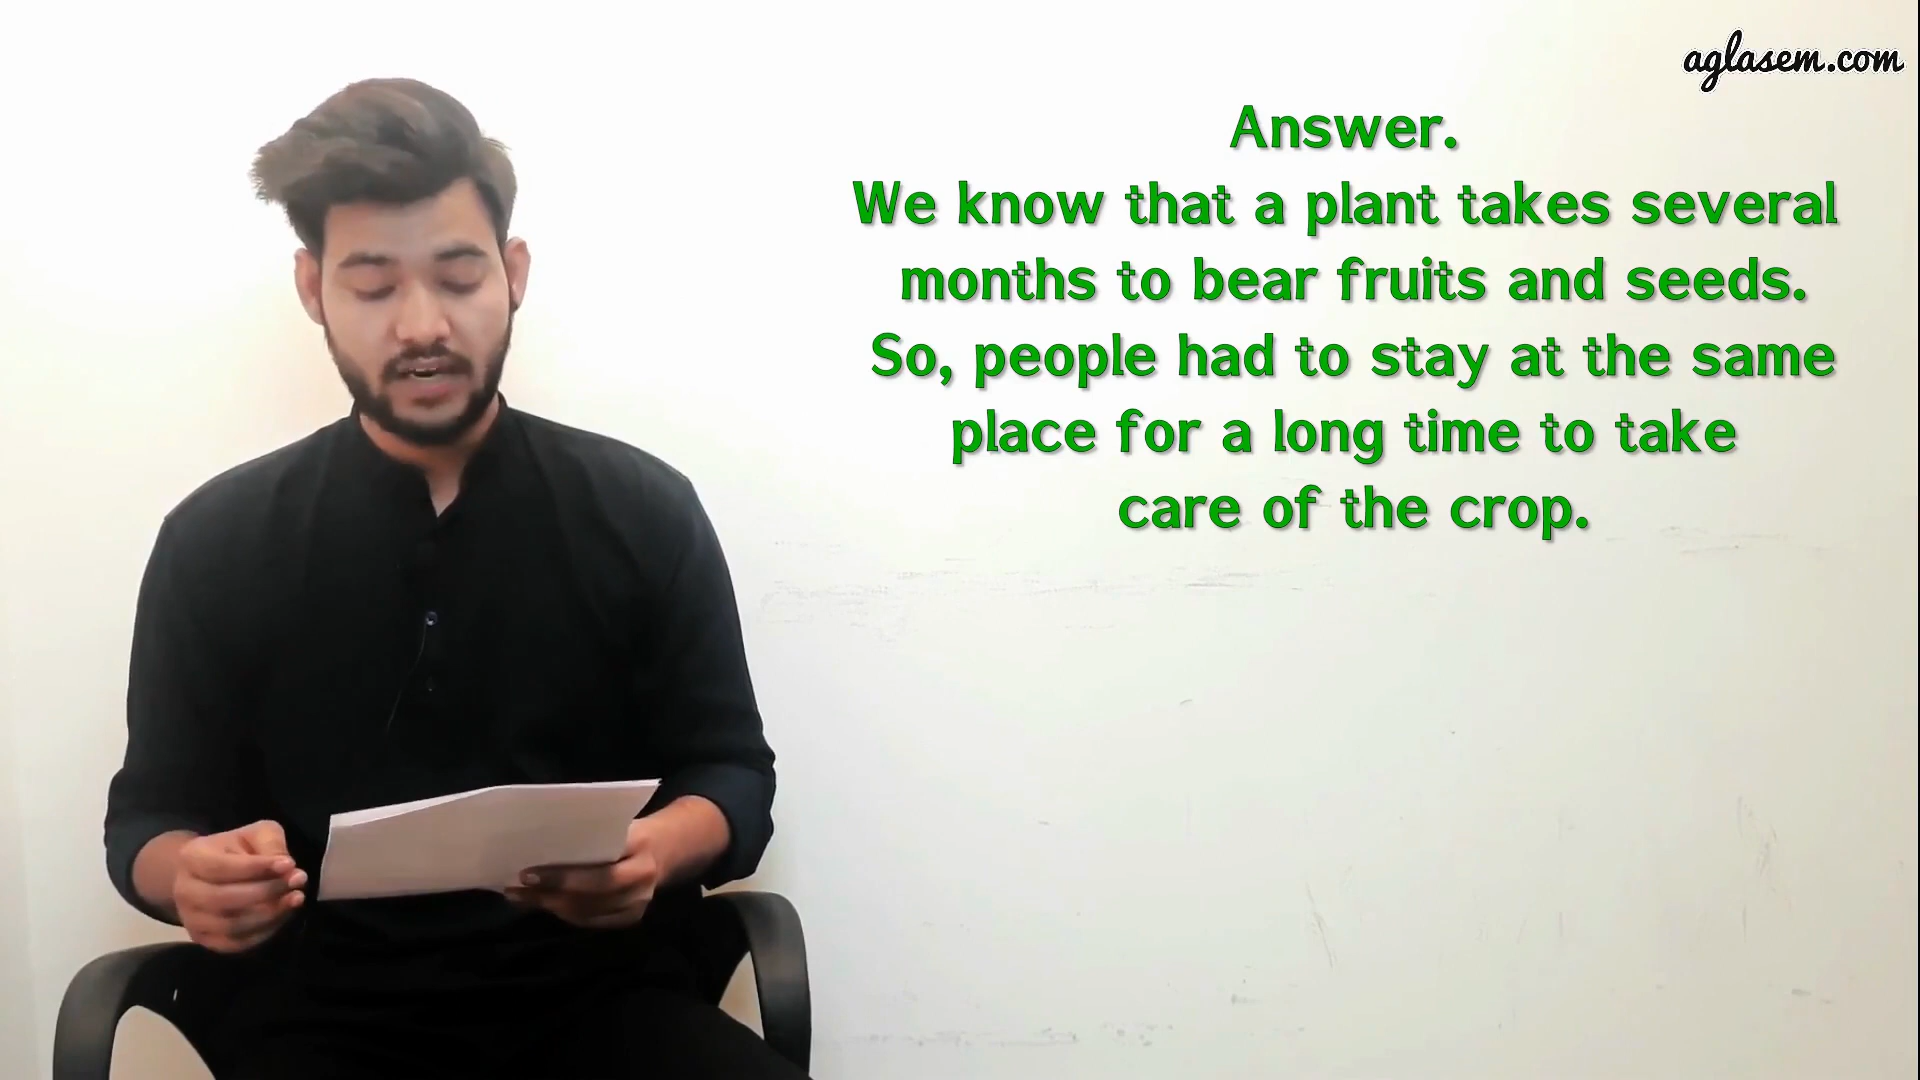 aglasem.com
Answer.
We know that a plant takes several
months to bear fruits and seeds.
So, people had to stay at the same
place for a long time to take
care of the crop.